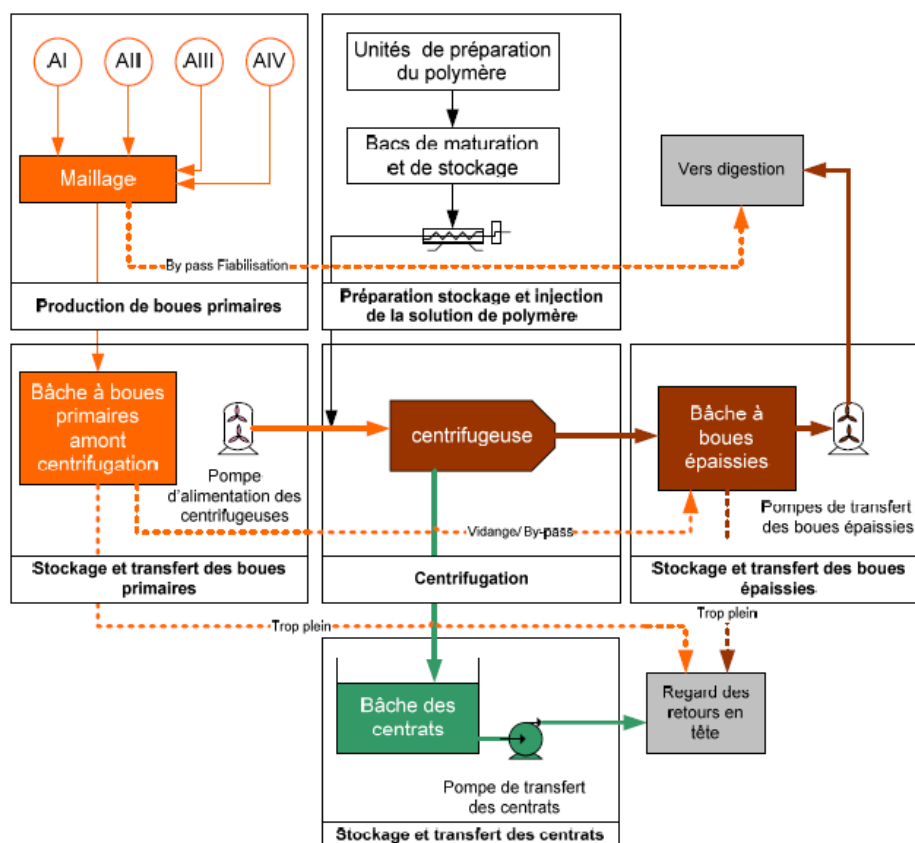 AI
AII
AIII
AIV
Maillage
By pass Fiabilisation
Production de boues primaires
Unités de préparation
du polymère
Bacs de maturation
et de stockage
Préparation stockage et injection
de la solution de polymère
Vers digestion
Bâche à boues
primaires
amont
centrifugation
Pompe
d'alimentation des
centrifugeuses
Stockage et transfert des boues
primaires
centrifugeuse
Vidange/ By-pass
Centrifugation
Bâche à
boues
épaissies
Pompes de transfert
des boues épaissies
Stockage et transfert des boues
épaissies
Trop plein
Trop plein
Bâche des
centrats
Pompe de transfert
des centrats
Stockage et transfert des centrats
Regard des
retours en
tête